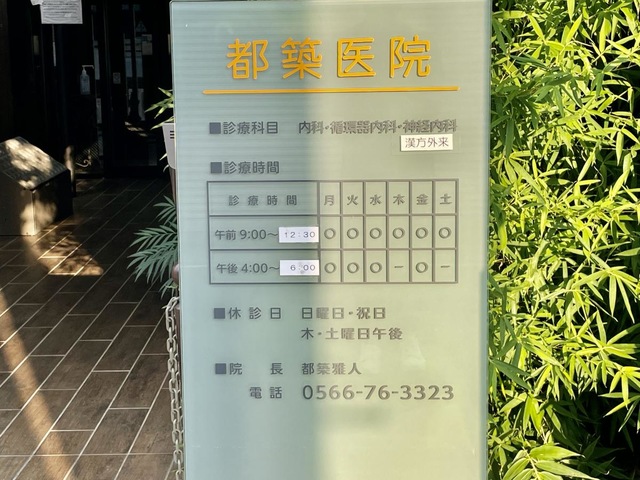 都築医院
■診療科目 内科・循環器内科・神経内科
漢方外来
■診療時間
診療時間 月 火 水 木 金 土
午前 9:00〜 12:30 ○ ○ ○ ○ ○ ○
午後 4:00〜 6:00 ○ ○ ○ － ○ －
■休診日 日曜日・祝日
木・土曜日午後
■院長 都築雅人
電話 0566-76-3323